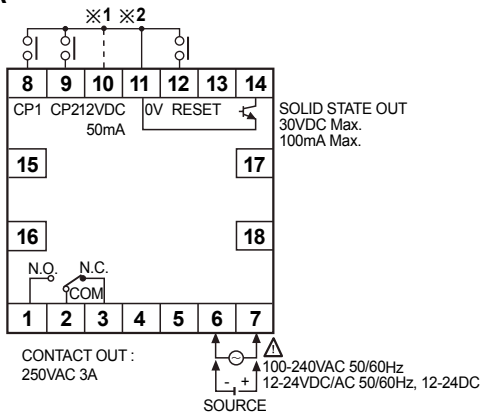 ※1 ※2
8 9 10 11 12 13 14
CP1 CP212VDC 0V RESET
50mA
SOLID STATE OUT
30VDC Max.
100mA Max.
15 17
16 18
N.O. N.C.
COM
1 2 3 4 5 6 7
CONTACT OUT :
250VAC 3A
100-240VAC 50/60Hz
12-24VDC/AC 50/60Hz, 12-24DC
- +
SOURCE